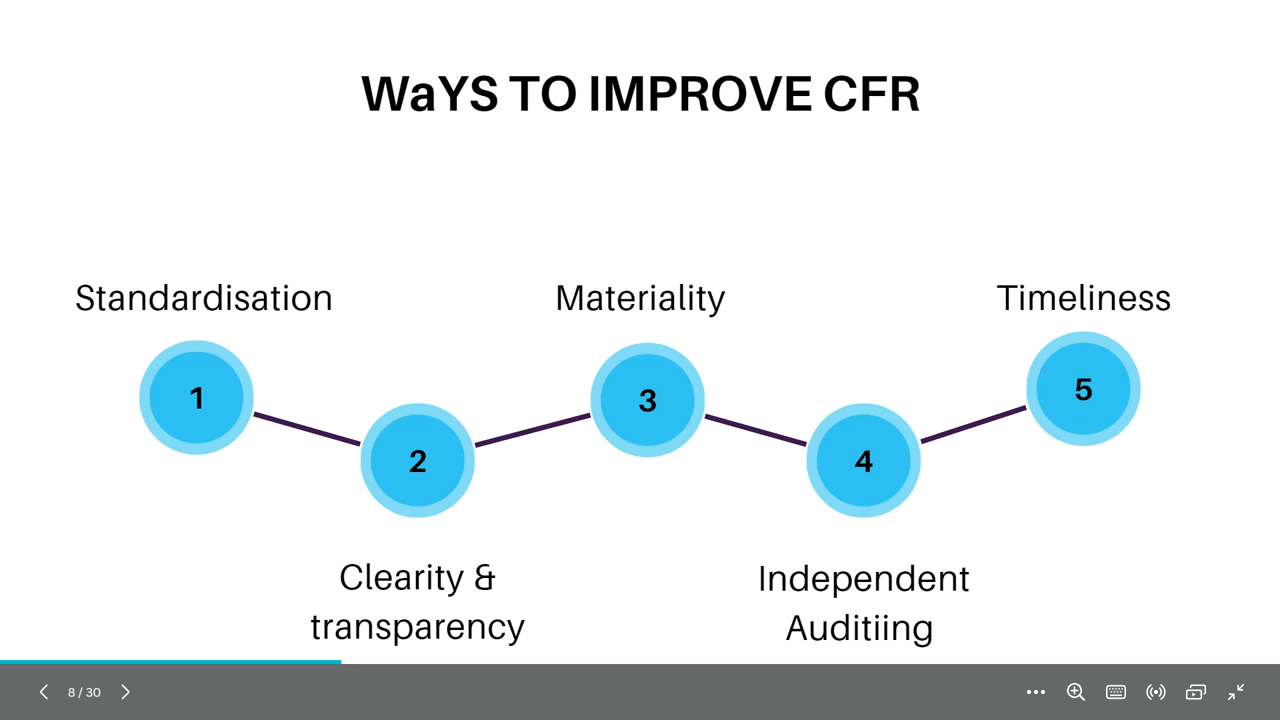 WaYS TO IMPROVE CFR
Standardisation
Materiality
Timeliness
1
2
3
4
5
Clearity &
transparency
Independent
Auditiing
8 / 30